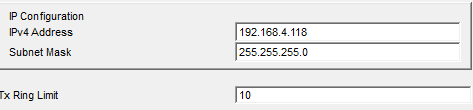 IP Configuration
IPv4 Address 192.168.4.118
Subnet Mask 255.255.255.0
Tx Ring Limit 10